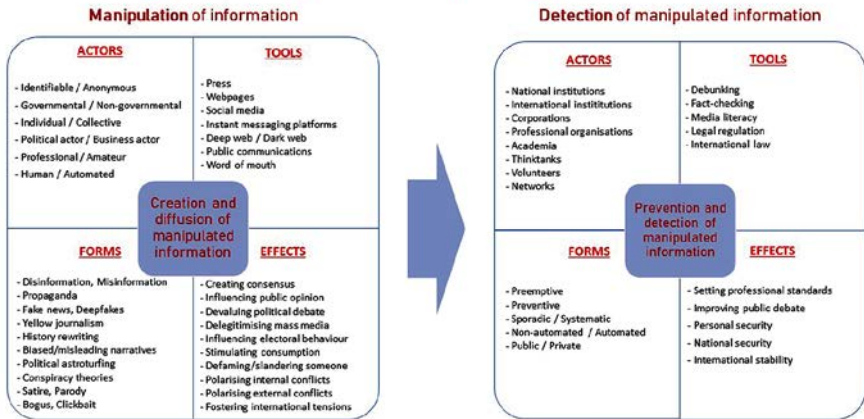 Manipulation of information
ACTORS
- Identifiable / Anonymous
- Governmental / Non-governmental
- Individual / Collective
- Political actor / Business actor
- Professional / Amateur
- Human / Automated
TOOLS
- Press
- Webpages
- Social media
- Instant messaging platforms
- Deep web / Dark web
- Public communications
- Word of mouth
Creation and
diffusion of
manipulated
information
FORMS
- Disinformation, Misinformation
- Propaganda
- Fake news, Deepfakes
- Yellow journalism
- History rewriting
- Biased/misleading narratives
- Political astroturfing
- Conspiracy theories
- Satire, Parody
- Bogus, Clickbait
EFFECTS
- Creating consensus
- Influencing public opinion
- Devaluing political debate
- Delegitimising mass media
- Influencing electoral behaviour
- Stimulating consumption
- Defaming/slandering someone
- Polarising internal conflicts
- Polarising external conflicts
- Fostering international tensions
Detection of manipulated information
ACTORS
- National institutions
- International instititutions
- Corporations
- Professional organisations
- Academia
- Thinktanks
- Volunteers
- Networks
TOOLS
- Debunking
- Fact-checking
- Media literacy
- Legal regulation
- International law
Prevention and
detection of
manipulated
information
FORMS
- Preemptive
- Preventive
- Sporadic / Systematic
- Non-automated / Automated
- Public / Private
EFFECTS
- Setting professional standards
- Improving public debate
- Personal security
- National security
- International stability